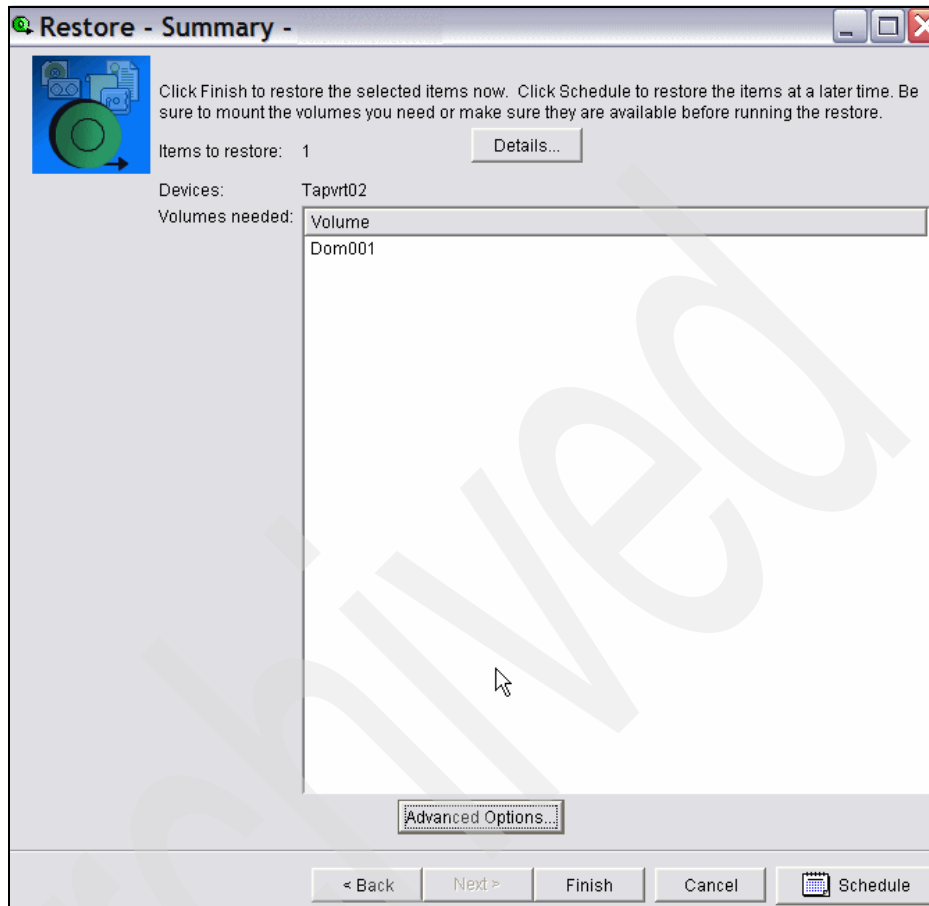 Restore - Summary -
Click Finish to restore the selected items now. Click Schedule to restore the items at a later time. Be
sure to mount the volumes you need or make sure they are available before running the restore.
Items to restore: 1 Details...
Devices: Tapvrt02
Volumes needed: Volume
Dom001
Advanced Options...
< Back Next > Finish Cancel Schedule